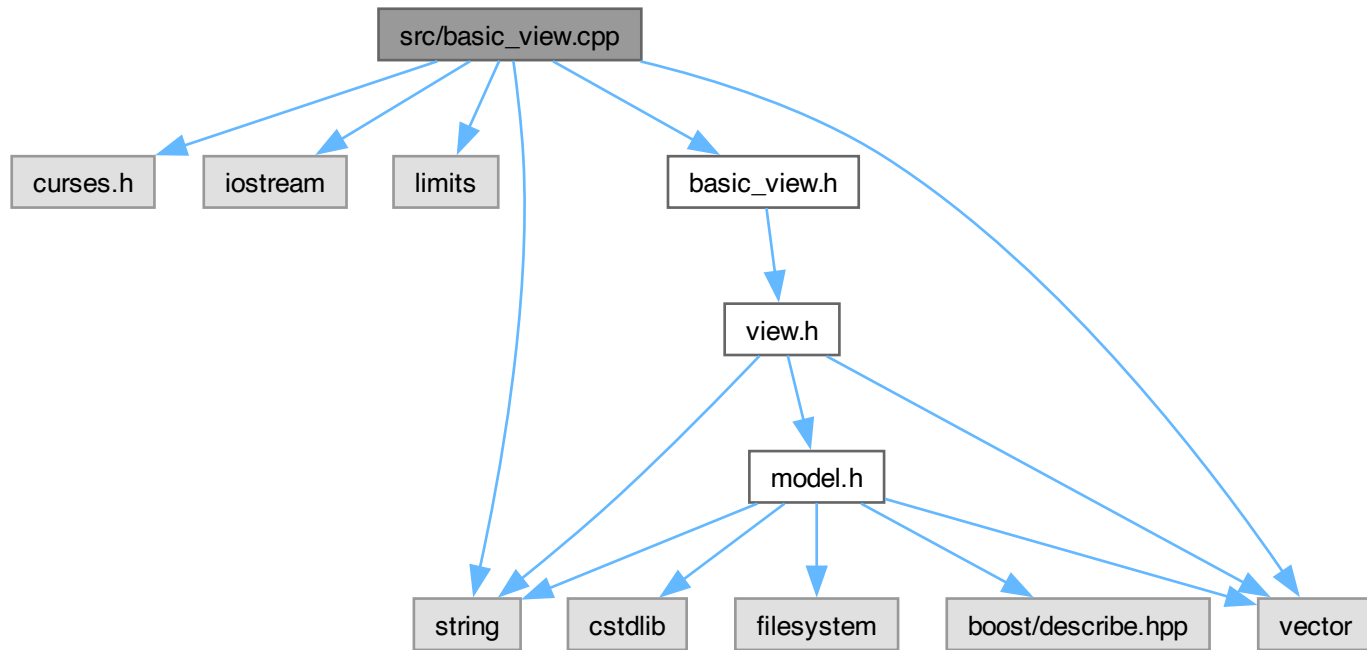 src/basic_view.cpp
curses.h
iostream
limits
basic_view.h
view.h
model.h
string
cstdlib
filesystem
boost/describe.hpp
vector